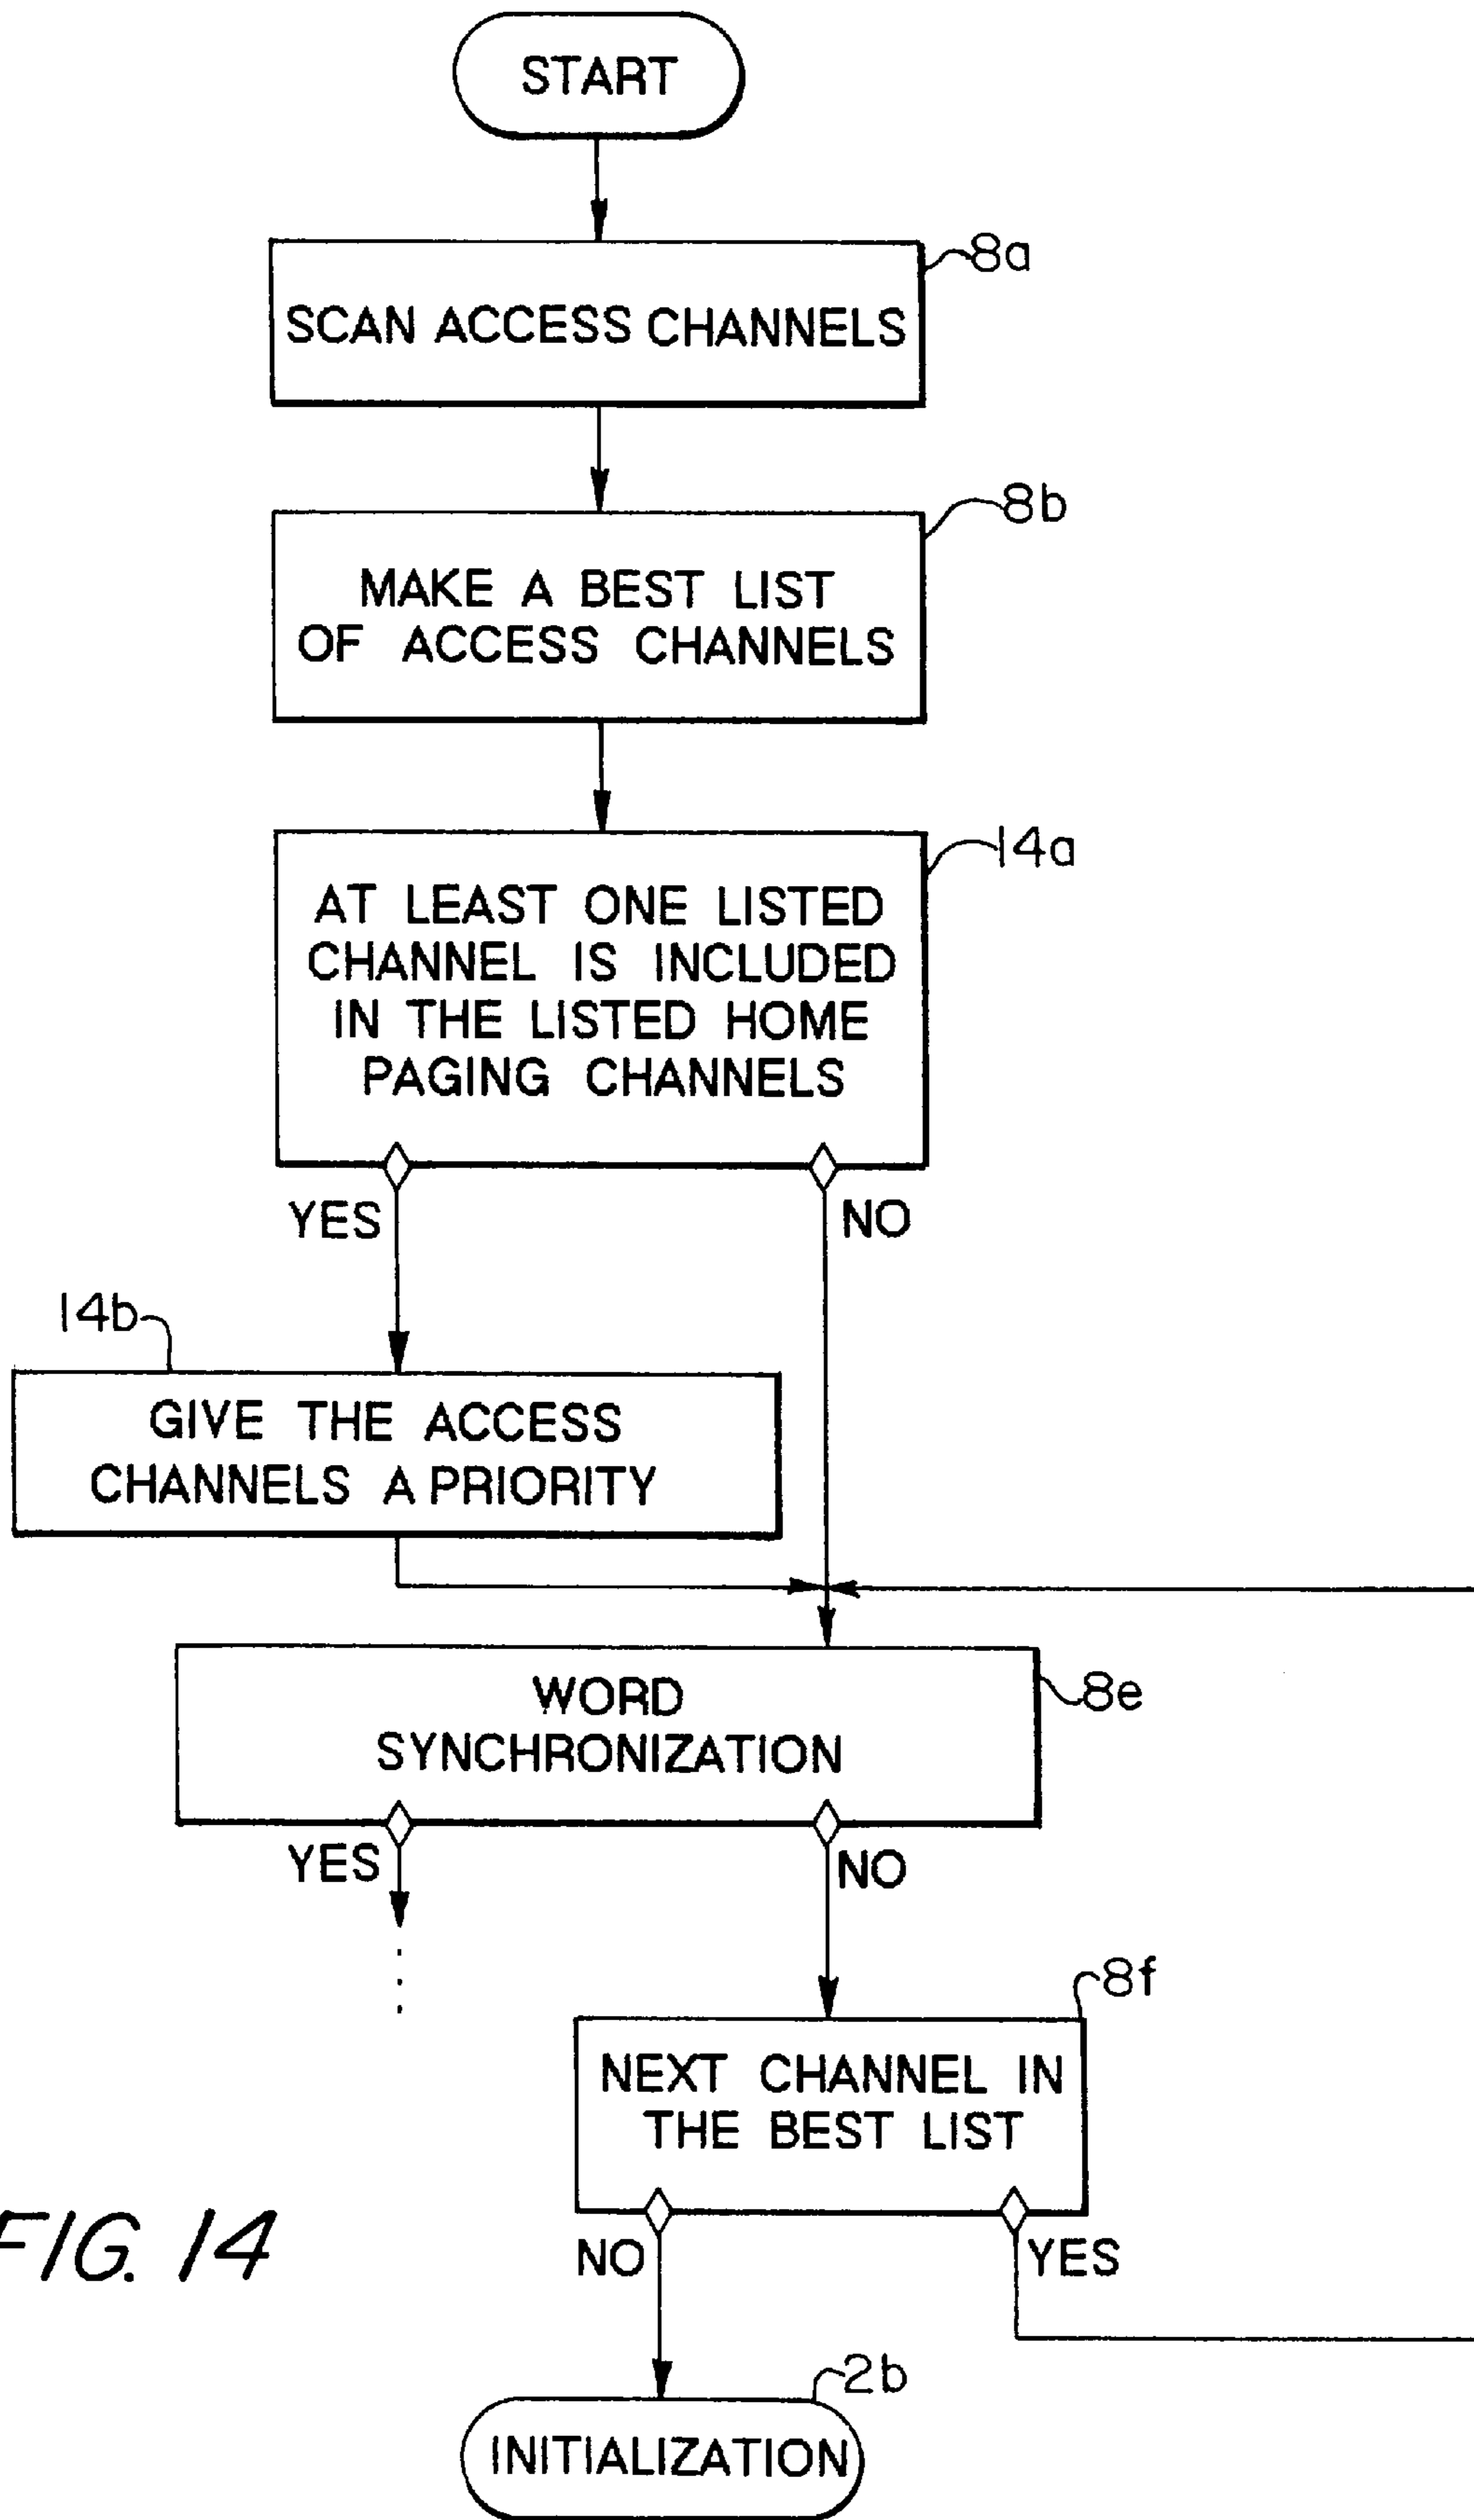 START
8a
SCAN ACCESS CHANNELS
8b
MAKE A BEST LIST
OF ACCESS CHANNELS
14a
AT LEAST ONE LISTED
CHANNEL IS INCLUDED
IN THE LISTED HOME
PAGING CHANNELS
YES
NO
14b
GIVE THE ACCESS
CHANNELS A PRIORITY
8e
WORD
SYNCHRONIZATION
YES
NO
8f
NEXT CHANNEL IN
THE BEST LIST
NO
YES
FIG. 14
2b
INITIALIZATION